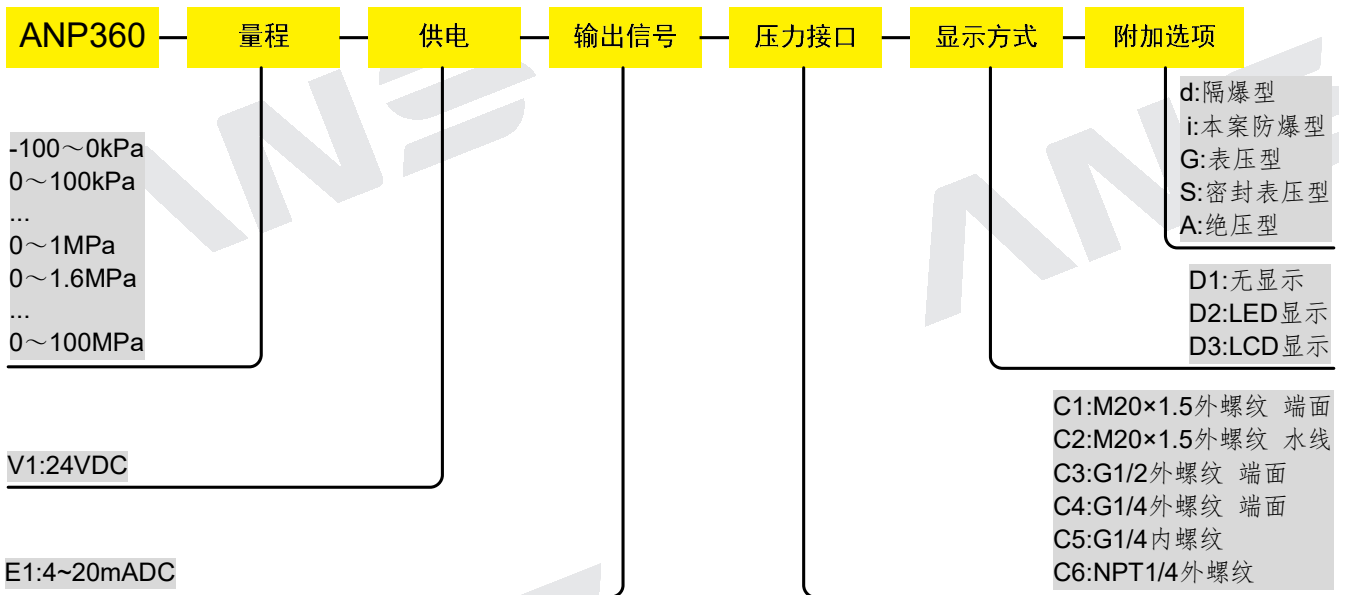 ANP360 量程 供电 输出信号 压力接口 显示方式 附加选项
d:隔爆型
i:本案防爆型
G:表压型
S:密封表压型
A:绝压型
-100～0kPa
0～100kPa
...
0～1MPa
0～1.6MPa
...
0～100MPa
D1:无显示
D2:LED显示
D3:LCD显示
V1:24VDC
C1:M20×1.5外螺纹 端面
C2:M20×1.5外螺纹 水线
C3:G1/2外螺纹 端面
C4:G1/4外螺纹 端面
C5:G1/4内螺纹
C6:NPT1/4外螺纹
E1:4~20mADC